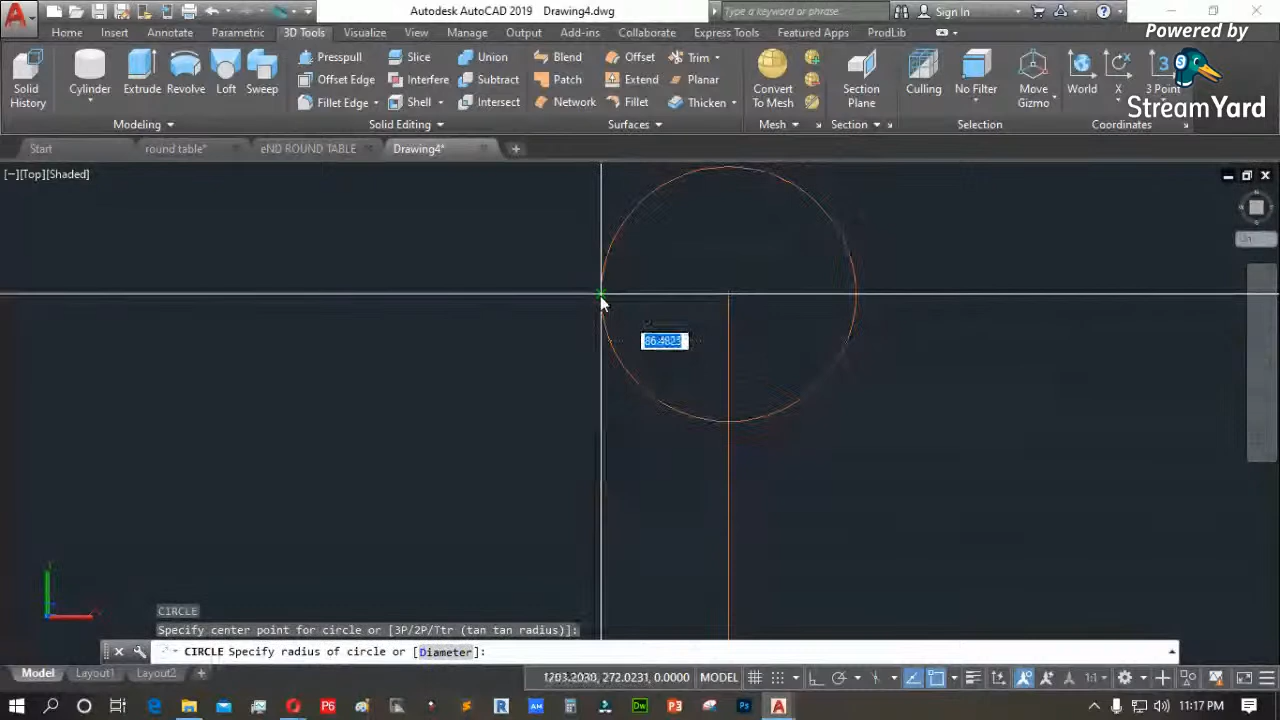 Autodesk AutoCAD 2019 Drawing4.dwg
Type a keyword or phrase
Sign In
Powered by
StreamYard
Home Insert Annotate Parametric 3D Tools Visualize View Manage Output Add-ins Collaborate Express Tools Featured Apps ProdLib
Solid History
Cylinder
Extrude
Revolve
Loft
Sweep
Presspull
Offset Edge
Fillet Edge
Slice
Interfere
Shell
Union
Subtract
Intersect
Blend
Patch
Network
Offset
Extend
Fillet
Trim
Planar
Thicken
Convert To Mesh
Section Plane
Culling
No Filter
Move Gizmo
World
X
3 Point
Modeling
Solid Editing
Surfaces
Mesh
Section
Selection
Coordinates
Start
round table*
eND ROUND TABLE
Drawing4*
[−][Top][Shaded]
86.4823
CIRCLE
Specify center point for circle or [3P/2P/Ttr (tan tan radius)]:
CIRCLE Specify radius of circle or [Diameter]:
Model Layout1 Layout2
1203.2030, 272.0231, 0.0000 MODEL
1:1
11:17 PM